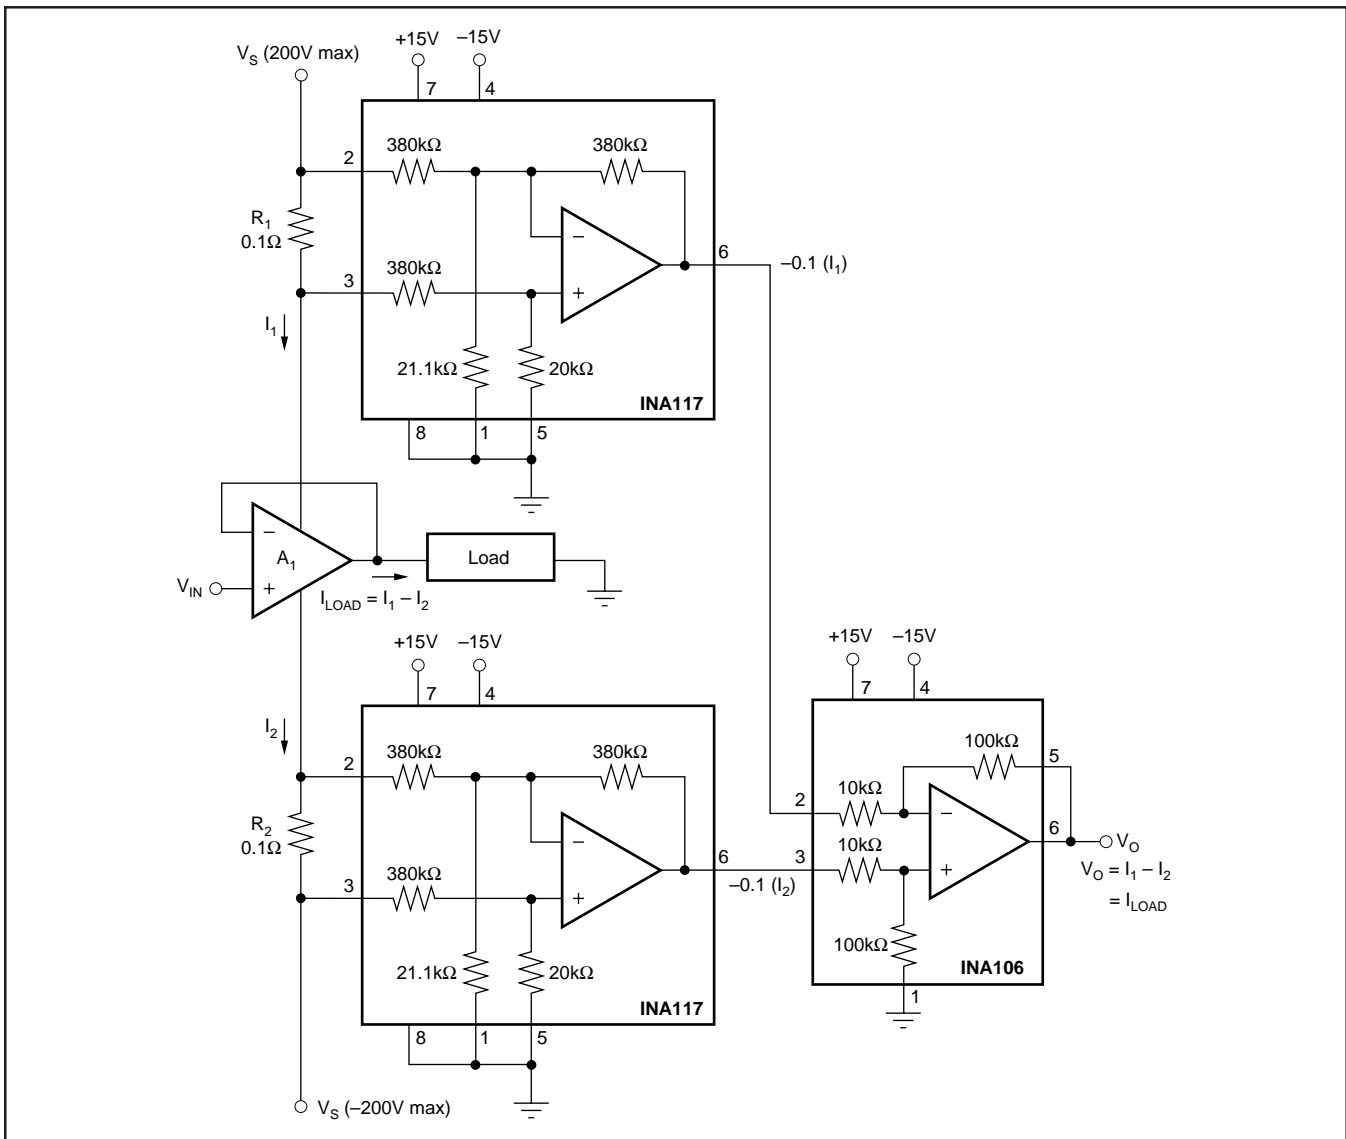 V_S (200V max)
+15V
–15V
7
4
2
380kΩ
380kΩ
R_1
0.1Ω
–
6
–0.1 (I_1)
3
380kΩ
+
I_1
21.1kΩ
20kΩ
INA117
8
1
5
–
A_1
V_IN
+
Load
I_LOAD = I_1 – I_2
+15V
–15V
7
4
I_2
2
380kΩ
380kΩ
R_2
0.1Ω
–
6
–0.1 (I_2)
3
380kΩ
+
21.1kΩ
20kΩ
INA117
8
1
5
V_S (–200V max)
+15V
–15V
7
4
100kΩ
5
2
10kΩ
–
3
10kΩ
+
6
V_O
V_O = I_1 – I_2
= I_LOAD
100kΩ
INA106
1